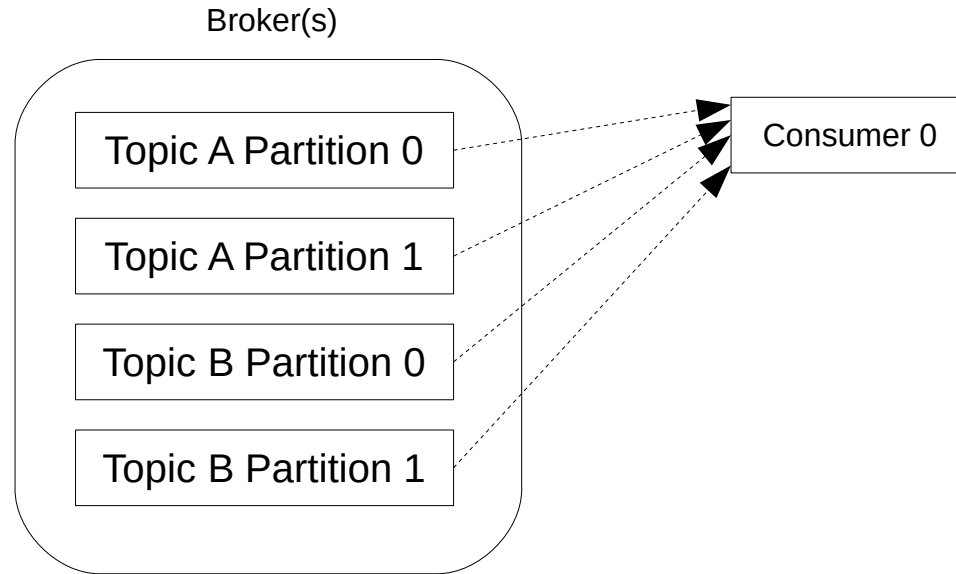 Broker(s)
Topic A Partition 0
Consumer 0
Topic A Partition 1
Topic B Partition 0
Topic B Partition 1